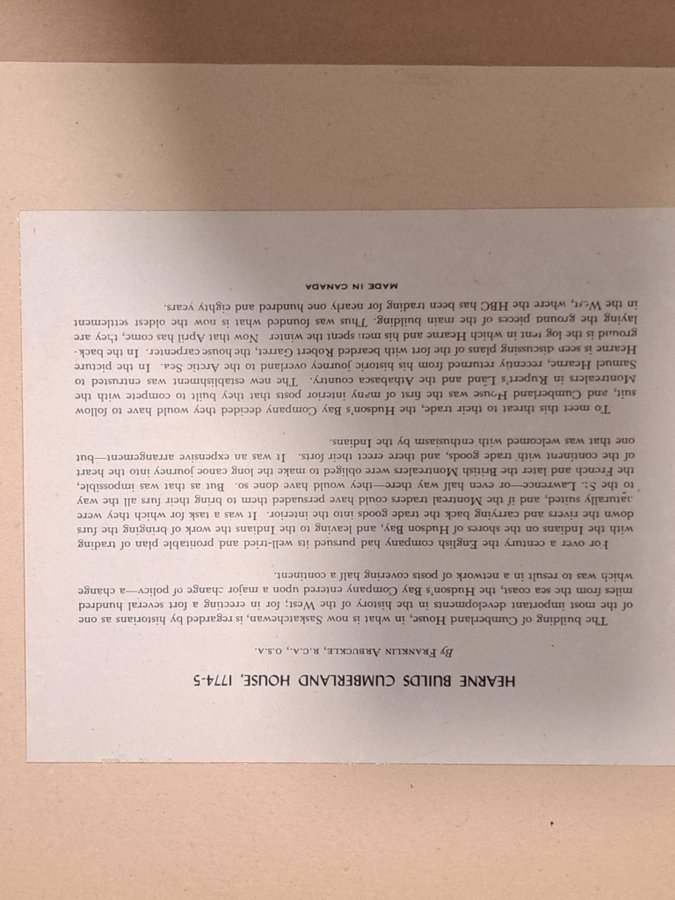 HEARNE BUILDS CUMBERLAND HOUSE, 1774-5
By FRANKLIN ARBUCKLE, R.C.A., O.S.A.
The building of Cumberland House, in what is now Saskatchewan, is regarded by historians as one
of the most important developments in the history of the West; for in erecting a fort several hundred
miles from the sea coast, the Hudson's Bay Company entered upon a major change of policy—a change
which was to result in a network of posts covering half a continent.
For over a century the English company had pursued its well-tried and profitable plan of trading
with the Indians on the shores of Hudson Bay, and leaving to the Indians the work of bringing the furs
down the rivers and carrying back the trade goods into the interior. It was a task for which they were
naturally suited, and if the Montreal traders could have persuaded them to bring their furs all the way
to the St. Lawrence—or even half way there—they would have done so. But as that was impossible,
the French and later the British Montrealers were obliged to make the long canoe journey into the heart
of the continent with trade goods, and there erect their forts. It was an expensive arrangement—but
one that was welcomed with enthusiasm by the Indians.
To meet this threat to their trade, the Hudson's Bay Company decided they would have to follow
suit, and Cumberland House was the first of many interior posts that they built to compete with the
Montrealers in Rupert's Land and the Athabasca country. The new establishment was entrusted to
Samuel Hearne, recently returned from his historic journey overland to the Arctic Sea. In the picture
Hearne is seen discussing plans of the fort with bearded Robert Garret, the house carpenter. In the back-
ground is the log tent in which Hearne and his men spent the winter Now that April has come, they are
laying the ground pieces of the main building. Thus was founded what is now the oldest settlement
in the West, where the HBC has been trading for nearly one hundred and eighty years.
MADE IN CANADA